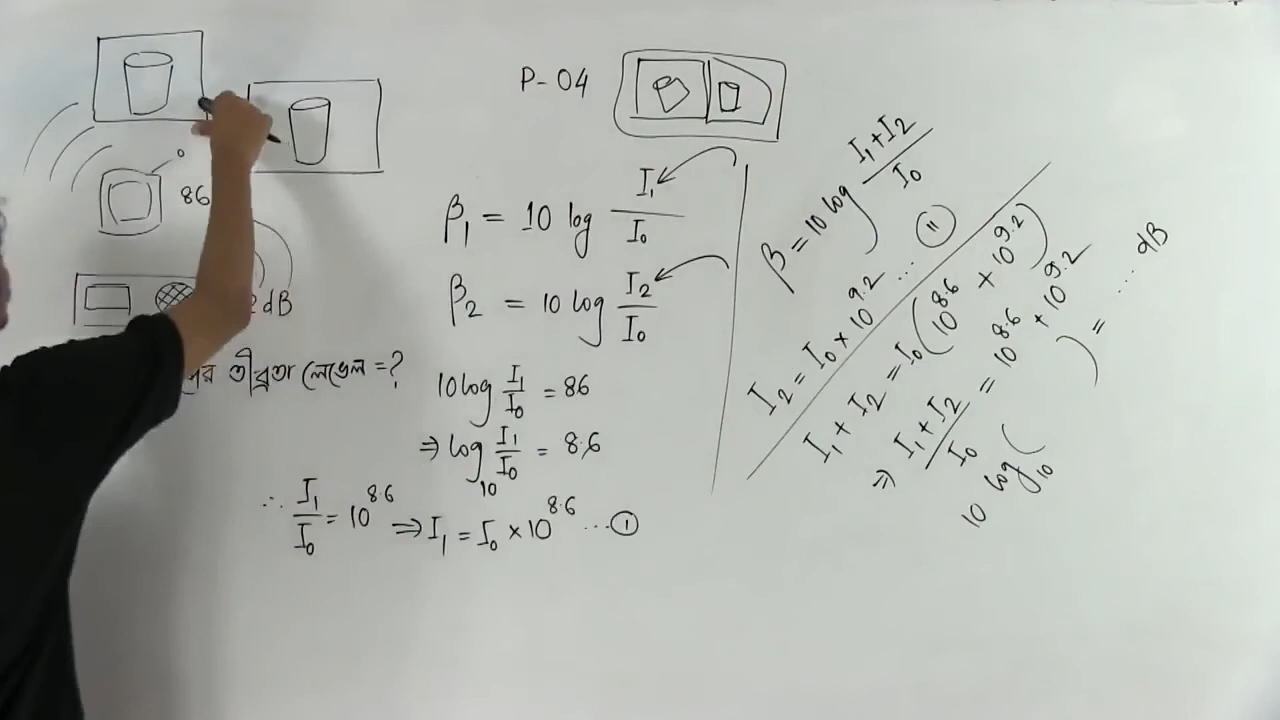 P-04
86
2dB
তীব্রতা লেভেল =?
β₁ = 10 log I₁/I₀
β₂ = 10 log I₂/I₀
10 log I₁/I₀ = 86
⇒ log₁₀ I₁/I₀ = 8.6
∴ I₁/I₀ = 10^8.6 ⇒ I₁ = I₀ × 10^8.6 ... ①
β = 10 log (I₁+I₂)/I₀
I₂ = I₀ × 10^9.2 ... ⑪
I₁ + I₂ = I₀ (10^8.6 + 10^9.2)
⇒ (I₁ + I₂)/I₀ = 10^8.6 + 10^9.2
10 log₁₀ ( ) = ... dB